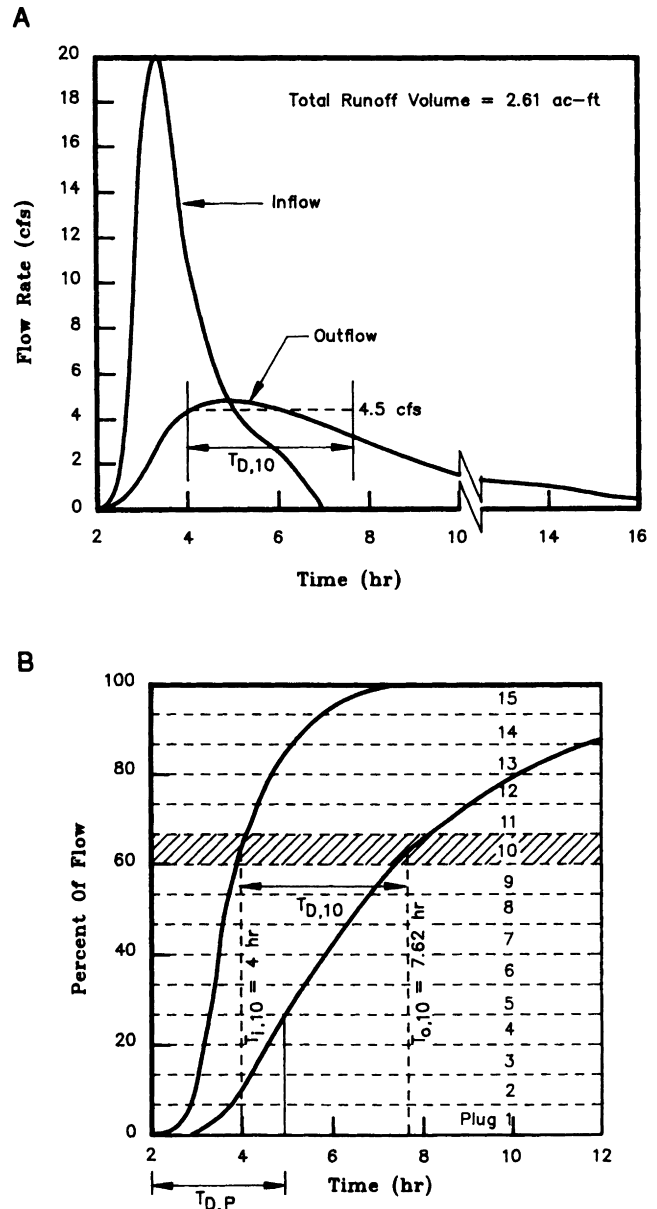 A
Total Runoff Volume = 2.61 ac-ft
Inflow
Outflow
4.5 cfs
T_D,10
Flow Rate (cfs)
20
18
16
14
12
10
8
6
4
2
0
2 4 6 8 10 14 16
Time (hr)
B
Percent Of Flow
100
80
60
40
20
0
15
14
13
12
11
10
9
8
7
6
5
4
3
2
Plug 1
T_D,10
T_i,10 = 4 hr
T_o,10 = 7.62 hr
2 4 6 8 10 12
T_D,P
Time (hr)